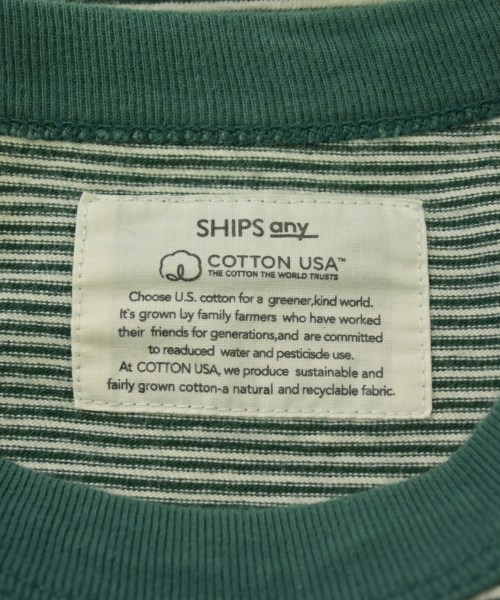 SHIPS any
COTTON USA™
THE COTTON THE WORLD TRUSTS
Choose U.S. cotton for a greener,kind world.
It`s grown by family farmers who have worked
their friends for generations,and are committed
to readuced water and pesticisde use.
At COTTON USA, we produce sustainable and
fairly grown cotton-a natural and recyclable fabric.